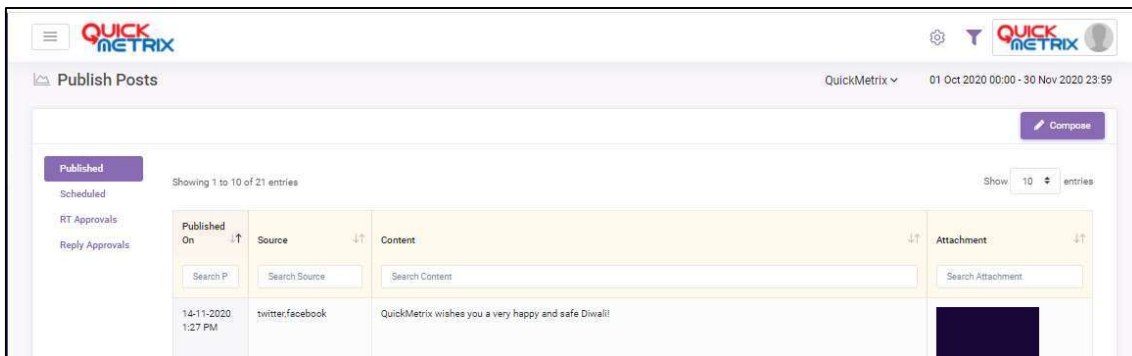 QUICK METRIX
QUICK METRIX
Publish Posts
QuickMetrix
01 Oct 2020 00:00 - 30 Nov 2020 23:59
Compose
Published
Scheduled
RT Approvals
Reply Approvals
Showing 1 to 10 of 21 entries
Show 10 entries
Published On
Source
Content
Attachment
Search P
Search Source
Search Content
Search Attachment
14-11-2020
1:27 PM
twitter,facebook
QuickMetrix wishes you a very happy and safe Diwali!